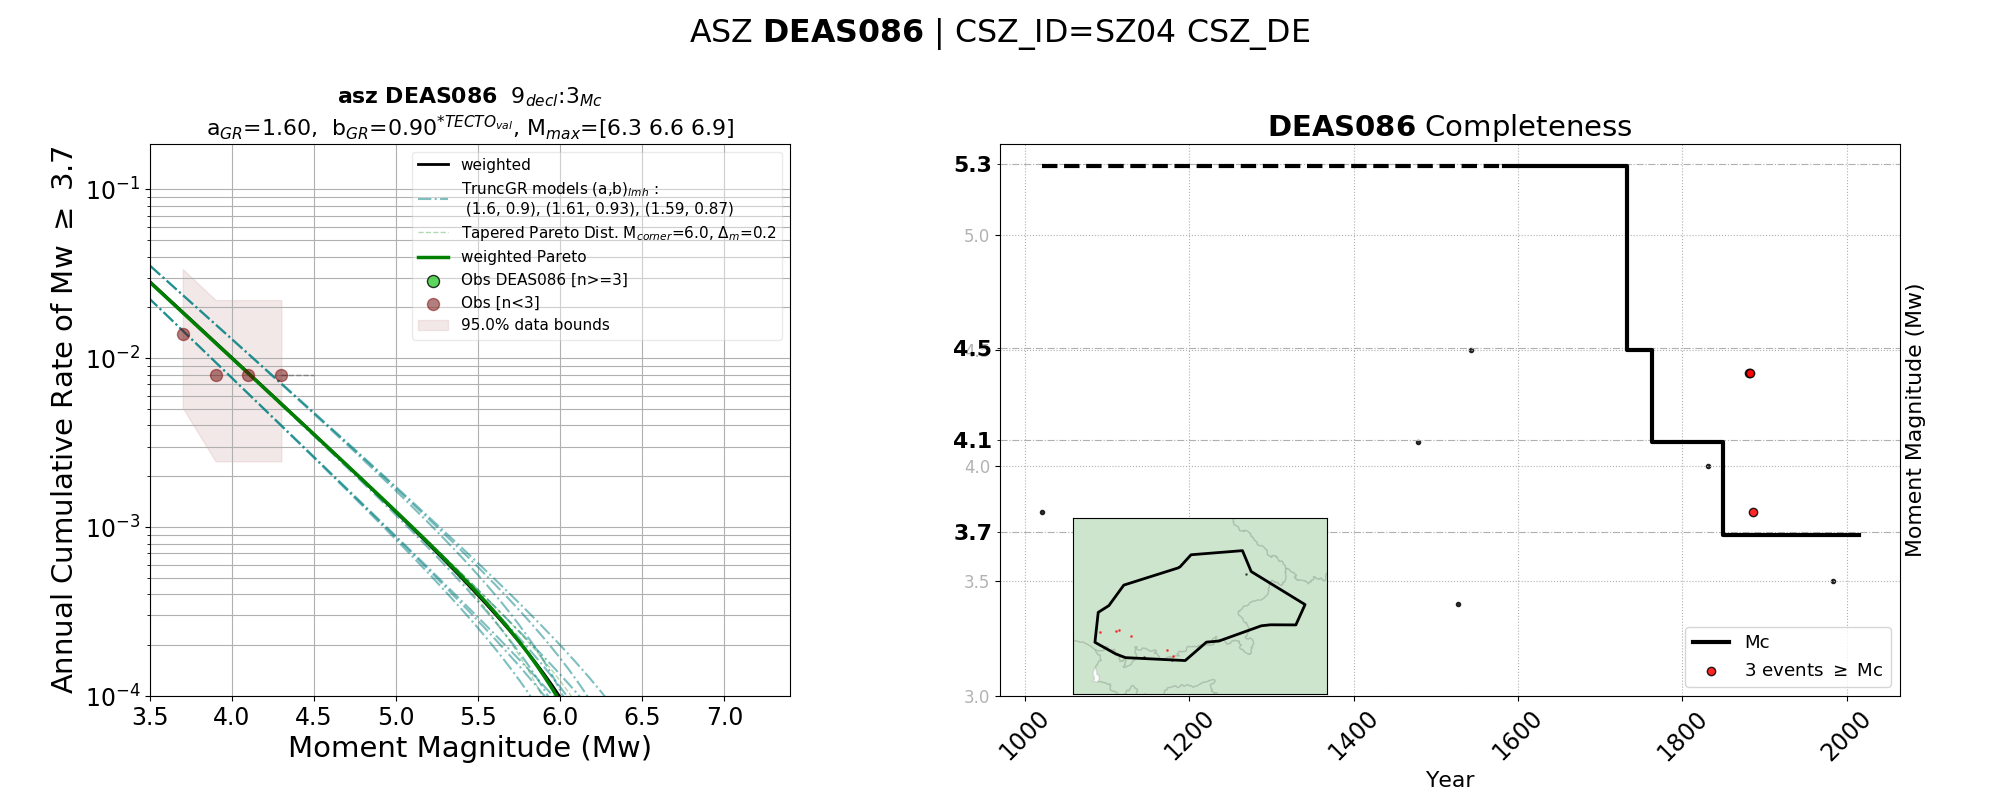 ASZ DEAS086 | CSZ_ID=SZ04 CSZ_DE
asz DEAS086 9decl:3Mc
aGR=1.60, bGR=0.90*TECTOval, Mmax=[6.3 6.6 6.9]
Annual Cumulative Rate of Mw ≥ 3.7
10⁻¹
10⁻²
10⁻³
10⁻⁴
weighted
TruncGR models (a,b)lmh :
(1.6, 0.9), (1.61, 0.93), (1.59, 0.87)
Tapered Pareto Dist. Mcorner=6.0, Δm=0.2
weighted Pareto
Obs DEAS086 [n>=3]
Obs [n<3]
95.0% data bounds
3.5 4.0 4.5 5.0 5.5 6.0 6.5 7.0
Moment Magnitude (Mw)
DEAS086 Completeness
5.3
5.0
4.5
4.1
4.0
3.7
3.5
3.0
Moment Magnitude (Mw)
Mc
3 events ≥ Mc
1000 1200 1400 1600 1800 2000
Year